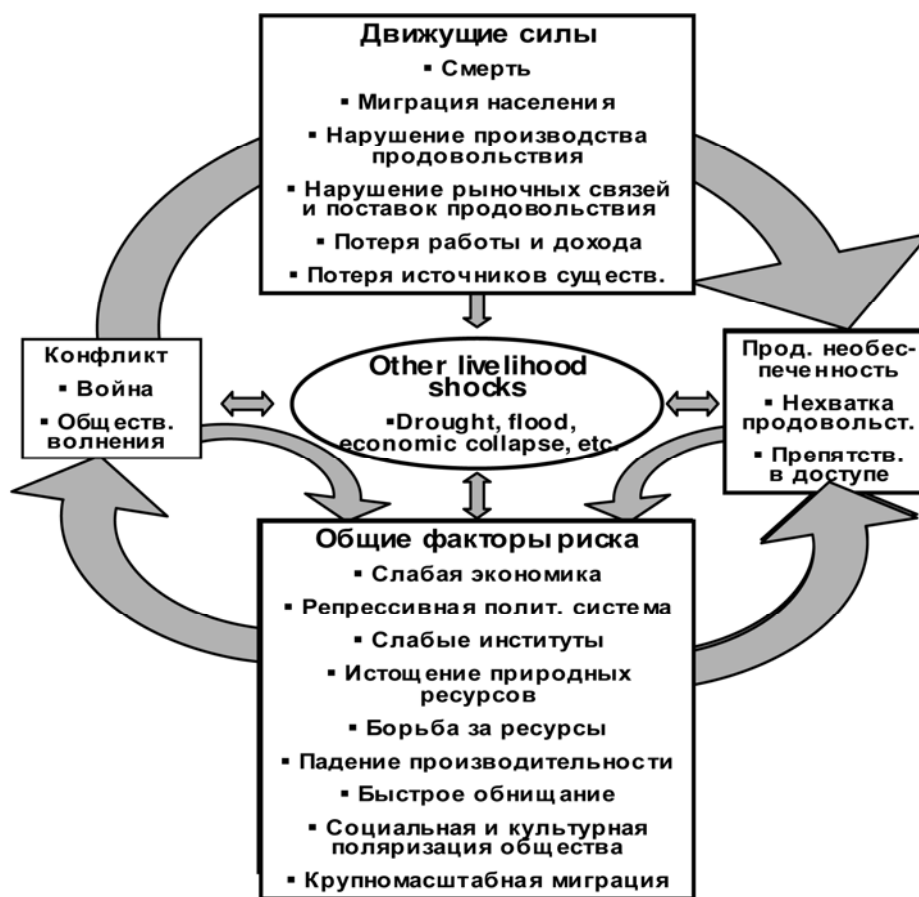 Движущие силы
▪ Смерть
▪ Миграция населения
▪ Нарушение производства
продовольствия
▪ Нарушение рыночных связей
и поставок продовольствия
▪ Потеря работы и дохода
▪ Потеря источников существ.
Конфликт
▪ Война
▪ Обществ.
волнения
Other livelihood
shocks
▪Drought, flood,
economic collapse, etc.
Прод. необес-
печенность
▪ Нехватка
продовольст.
▪ Препятств.
в доступе
Общие факторы риска
▪ Слабая экономика
▪ Репрессивная полит. система
▪ Слабые институты
▪ Истощение природных
ресурсов
▪ Борьба за ресурсы
▪ Падение производительности
▪ Быстрое обнищание
▪ Социальная и культурная
поляризация общества
▪ Крупномасштабная миграция